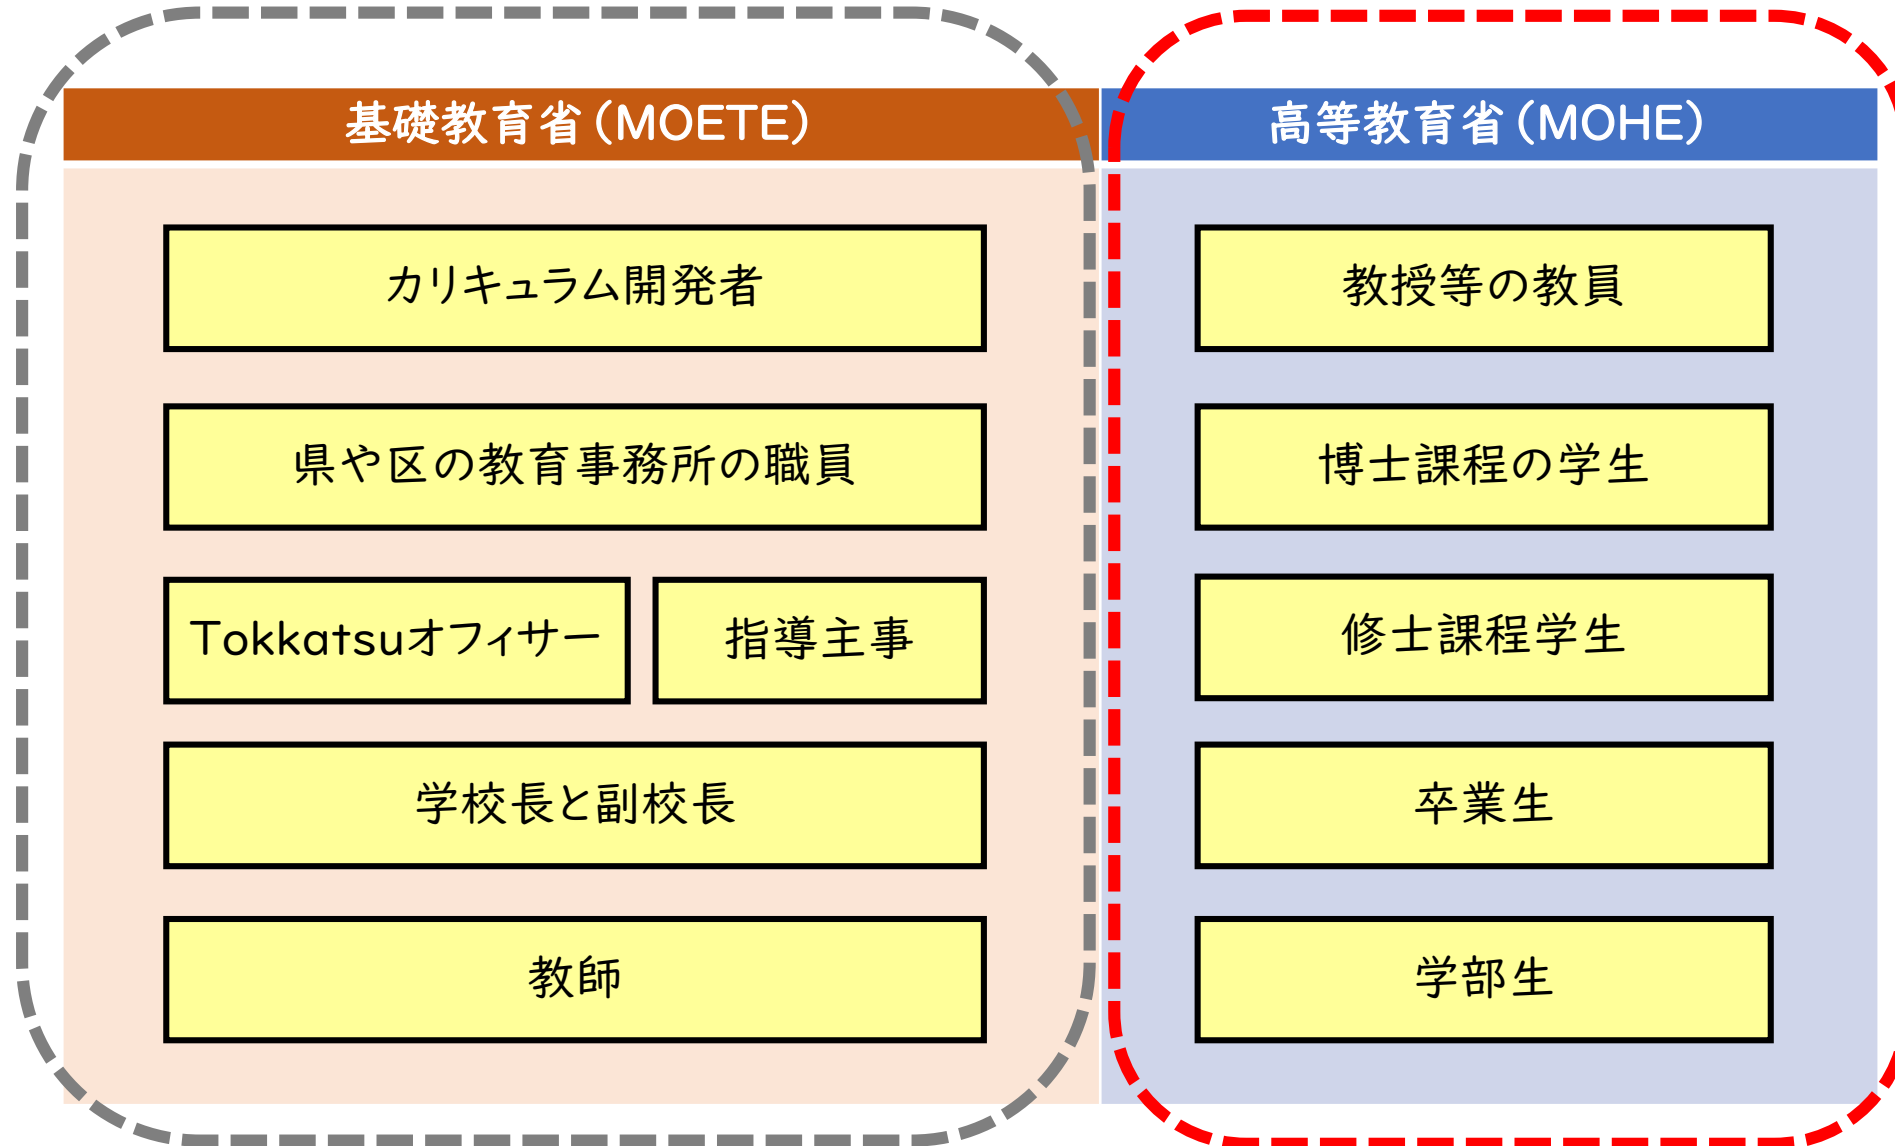 基礎教育省（MOETE）
カリキュラム開発者
県や区の教育事務所の職員
Tokkatsuオフィサー
指導主事
学校長と副校長
教師
高等教育省（MOHE）
教授等の教員
博士課程の学生
修士課程学生
卒業生
学部生